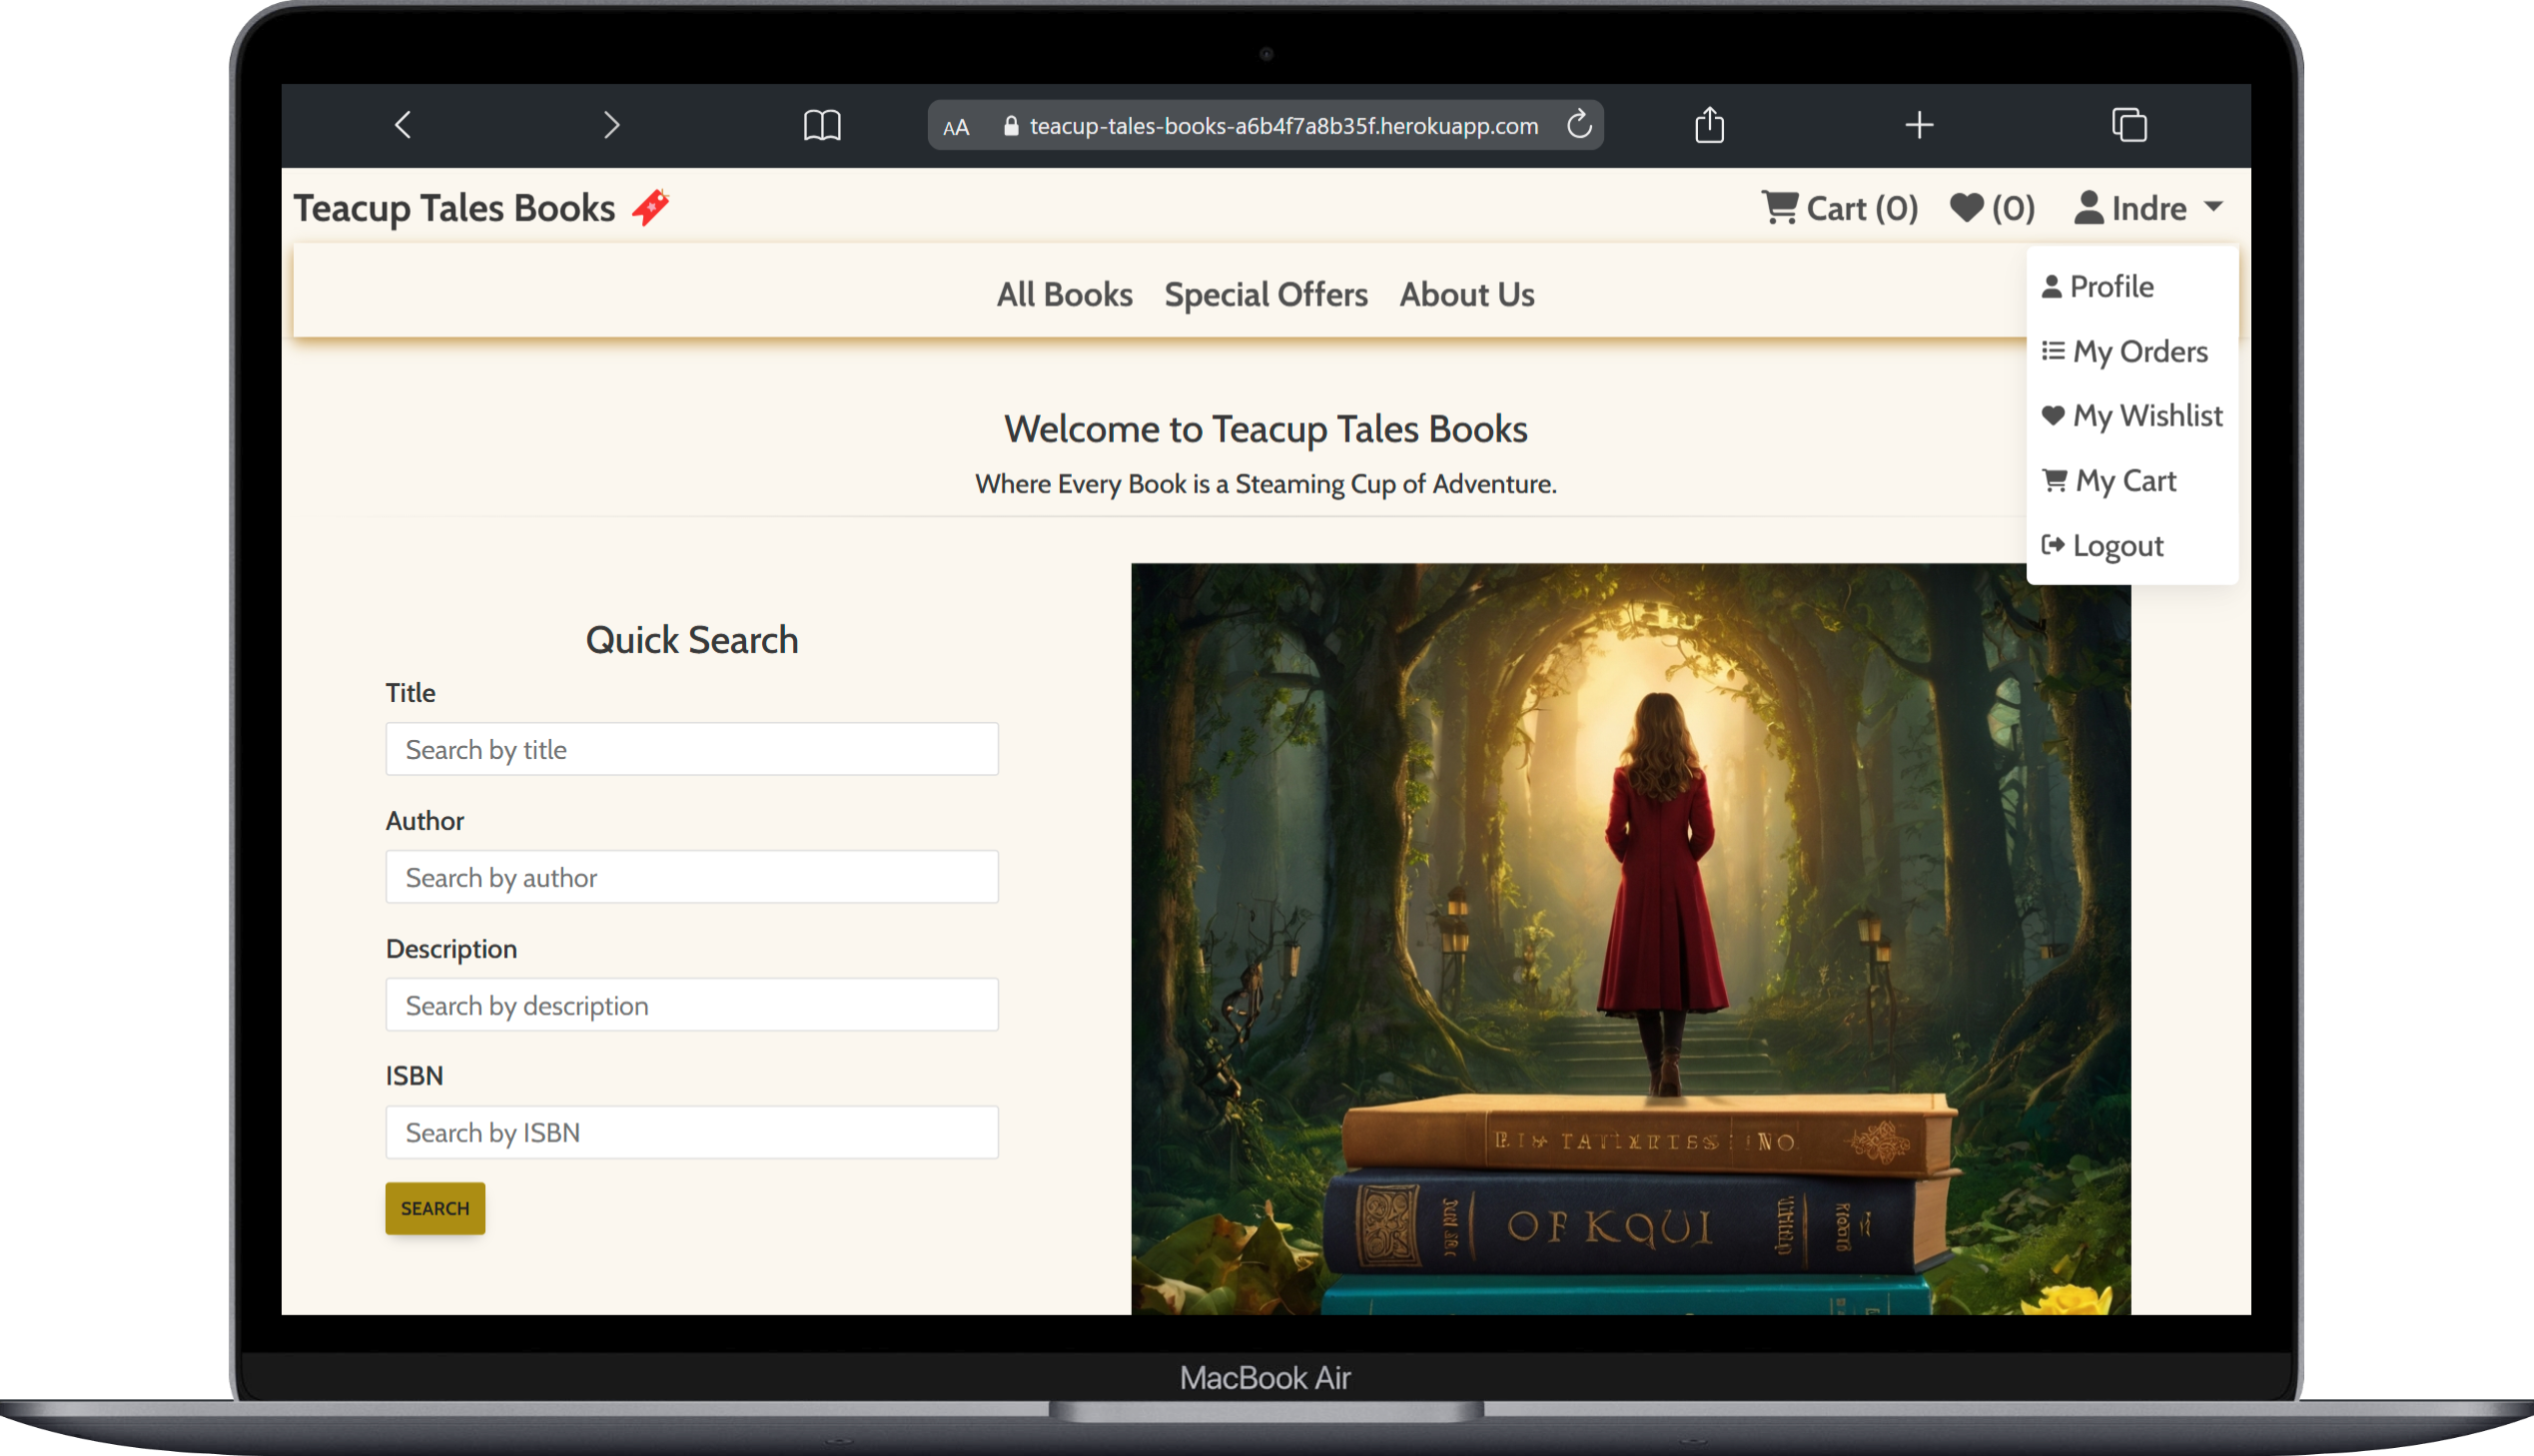 AA teacup-tales-books-a6b4f7a8b35f.herokuapp.com
Teacup Tales Books Cart (0) (0) Indre
All Books Special Offers About Us
Profile
My Orders
My Wishlist
My Cart
Logout
Welcome to Teacup Tales Books
Where Every Book is a Steaming Cup of Adventure.
Quick Search
Title
Search by title
Author
Search by author
Description
Search by description
ISBN
Search by ISBN
SEARCH
OF KQUI
MacBook Air